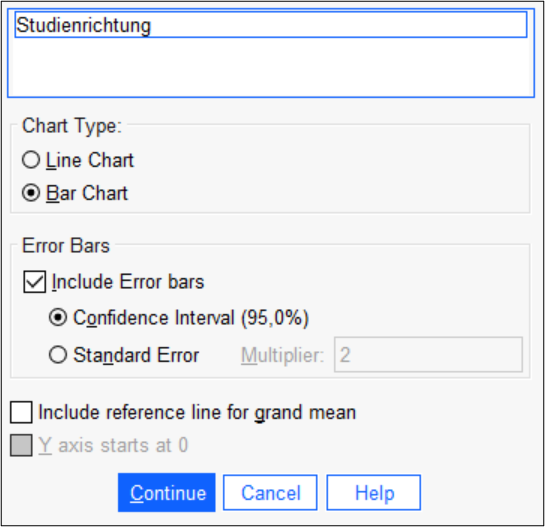 Studienrichtung
Chart Type:
Line Chart
Bar Chart
Error Bars
Include Error bars
Confidence Interval (95,0%)
Standard Error Multiplier: 2
Include reference line for grand mean
Y axis starts at 0
Continue Cancel Help